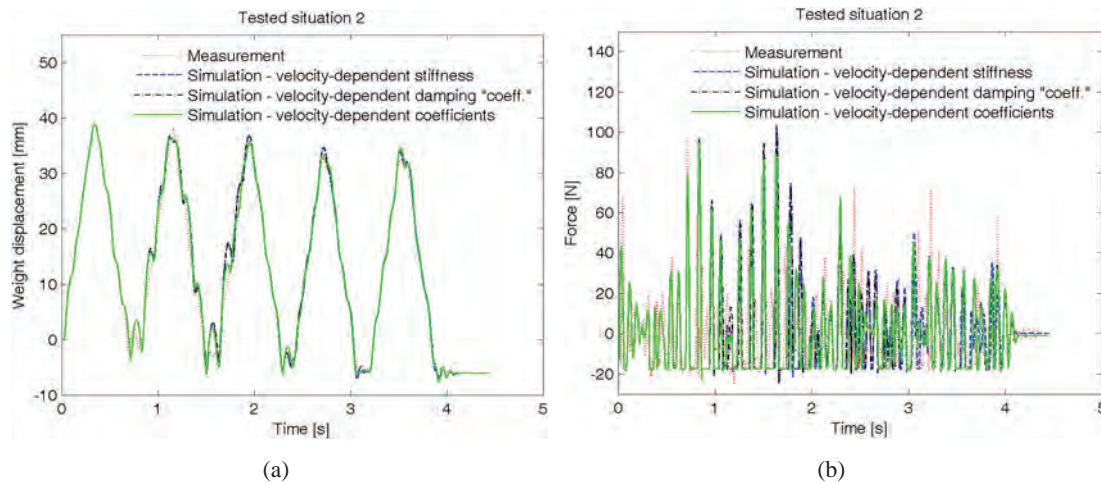 Tested situation 2
50
40
30
20
10
0
-10
Weight displacement [mm]
Measurement
Simulation - velocity-dependent stiffness
Simulation - velocity-dependent damping "coeff."
Simulation - velocity-dependent coefficients
0
1
2
3
4
5
Time [s]
(a)
Tested situation 2
140
120
100
80
60
40
20
0
-20
Force [N]
Measurement
Simulation - velocity-dependent stiffness
Simulation - velocity-dependent damping "coeff."
Simulation - velocity-dependent coefficients
0
1
2
3
4
5
Time [s]
(b)